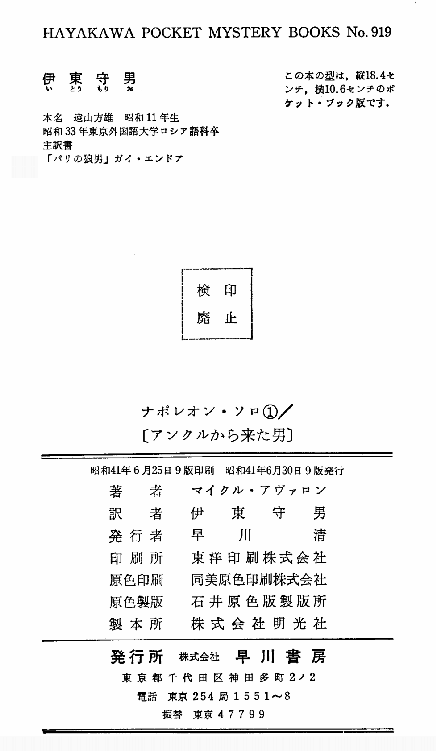 HAYAKAWA POCKET MYSTERY BOOKS No. 919
伊東守男
い とう もり お
この本の型は，縦18.4セ
ンチ，横10.6センチのポ
ケット・ブック版です.
本名 遠山方雄 昭和11年生
昭和33年東京外国語大学ロシア語科卒
主訳書
「パリの狼男」ガイ・エンドア
検印
廃止
ナポレオン・ソロ①／
〔アンクルから来た男〕
昭和41年6月25日9版印刷 昭和41年6月30日9版発行
著者 マイクル・アヴァロン
訳者 伊東守男
発行者 早川清
印刷所 東洋印刷株式会社
原色印刷 同美原色印刷株式会社
原色製版 石井原色版製版所
製本所 株式会社明光社
発行所 株式会社 早川書房
東京都千代田区神田多町2ノ2
電話 東京254局1551〜8
振替 東京47799